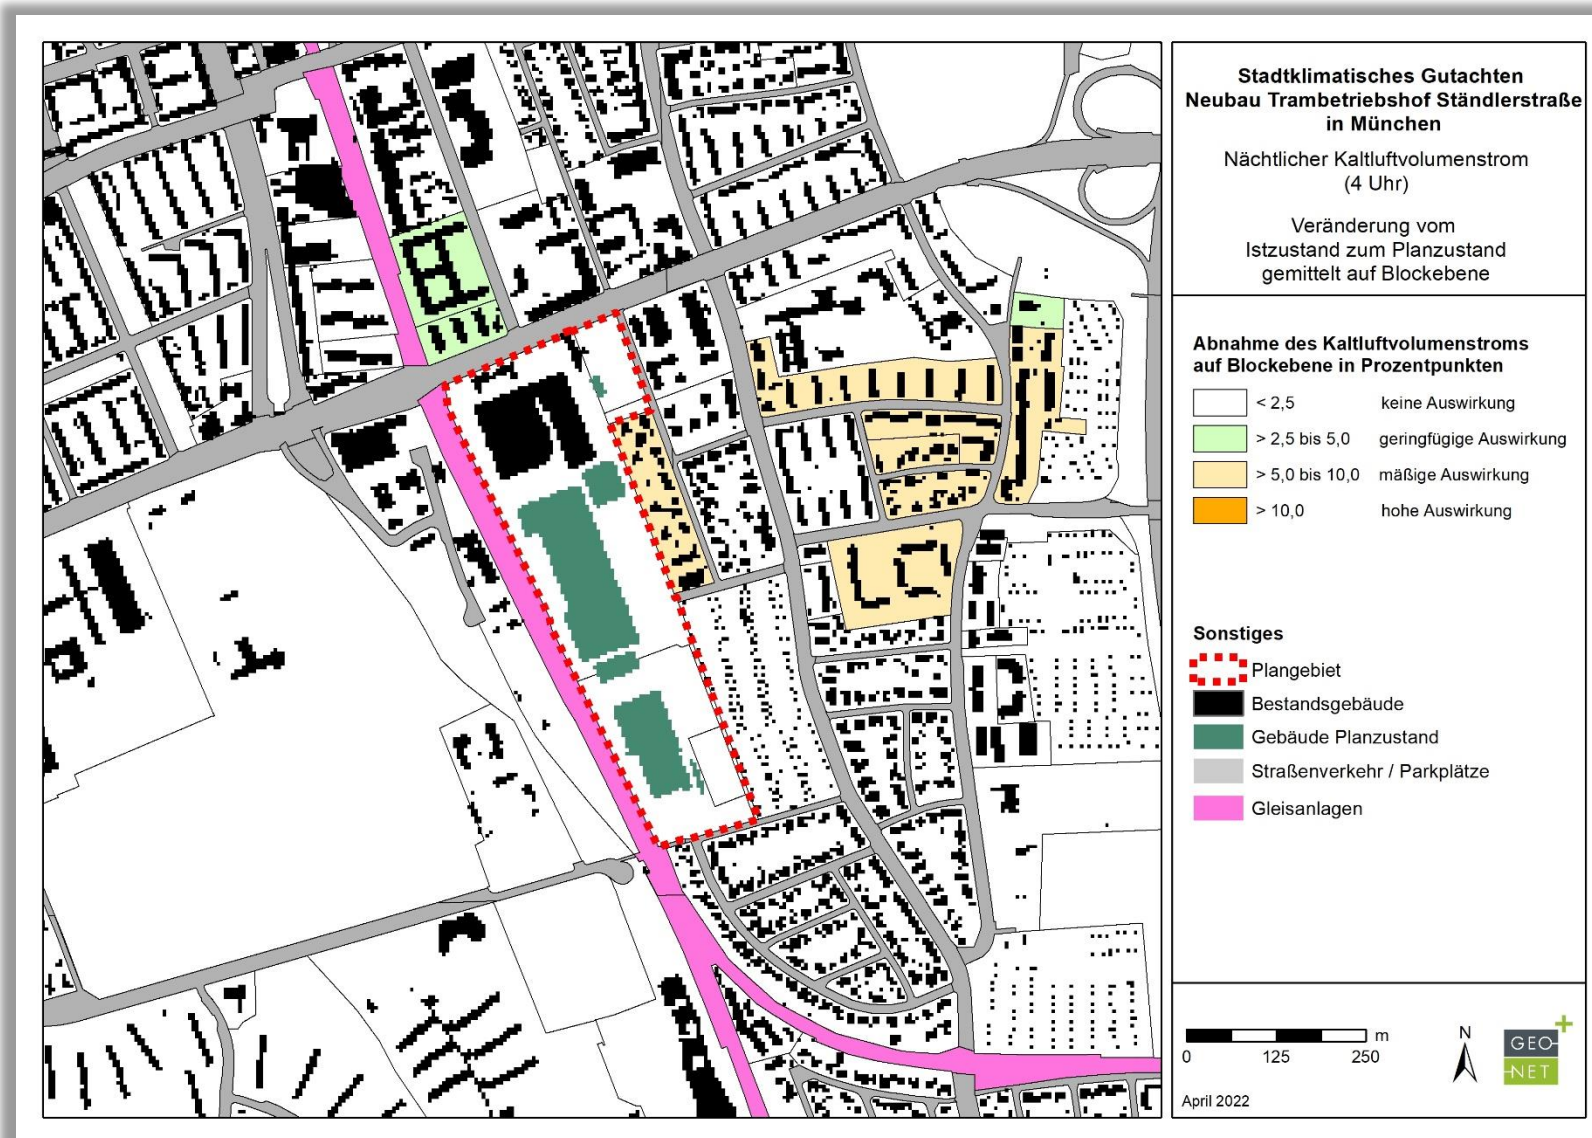 Stadtklimatisches Gutachten
Neubau Trambetriebshof Ständlerstraße
in München
Nächtlicher Kaltluftvolumenstrom
(4 Uhr)
Veränderung vom
Istzustand zum Planzustand
gemittelt auf Blockebene
Abnahme des Kaltluftvolumenstroms
auf Blockebene in Prozentpunkten
< 2,5 keine Auswirkung
> 2,5 bis 5,0 geringfügige Auswirkung
> 5,0 bis 10,0 mäßige Auswirkung
> 10,0 hohe Auswirkung
Sonstiges
Plangebiet
Bestandsgebäude
Gebäude Planzustand
Straßenverkehr / Parkplätze
Gleisanlagen
m
0 125 250
N
GEO-
-NET
April 2022